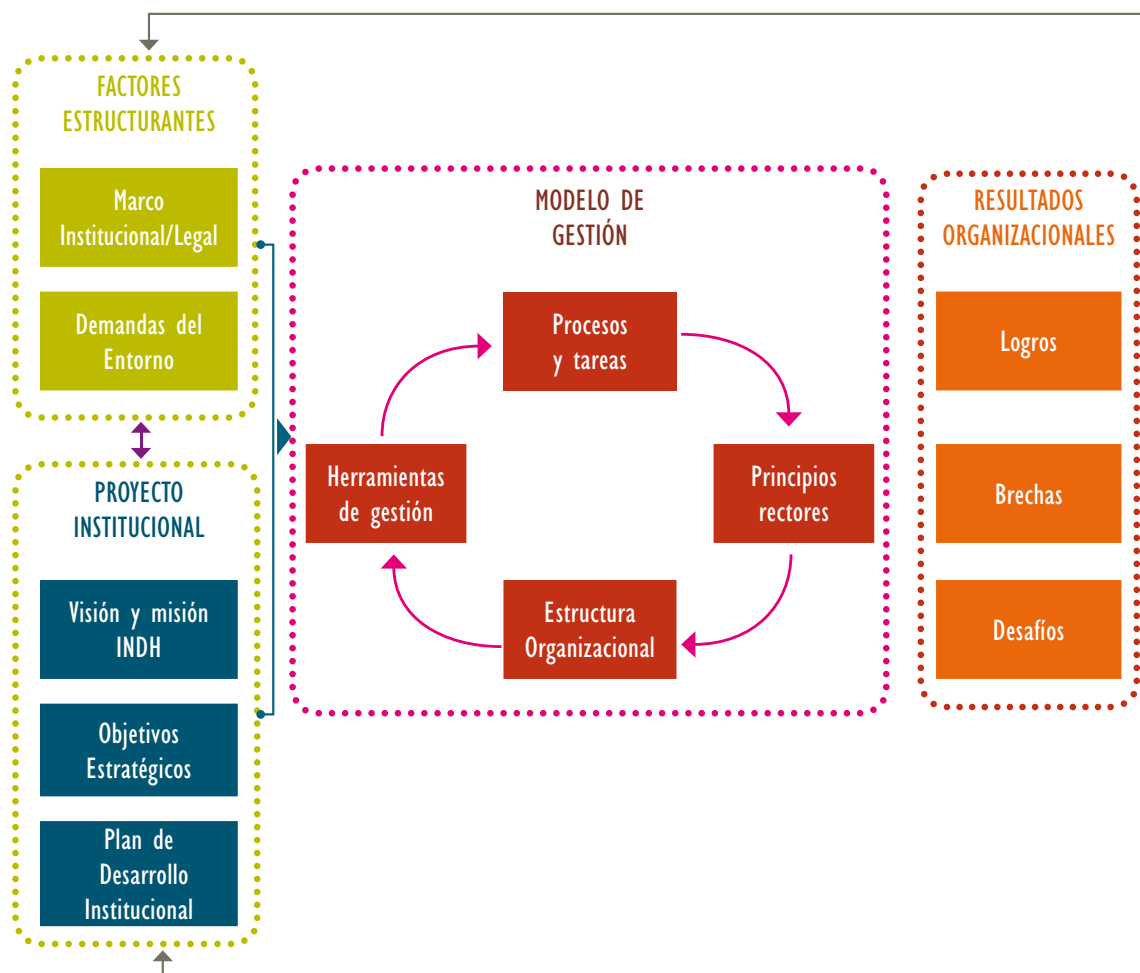 FACTORES
ESTRUCTURANTES
Marco
Institucional/Legal
Demandas del
Entorno
PROYECTO
INSTITUCIONAL
Visión y misión
INDH
Objetivos
Estratégicos
Plan de
Desarrollo
Institucional
MODELO DE
GESTIÓN
Procesos
y tareas
Herramientas
de gestión
Principios
rectores
Estructura
Organizacional
RESULTADOS
ORGANIZACIONALES
Logros
Brechas
Desafíos